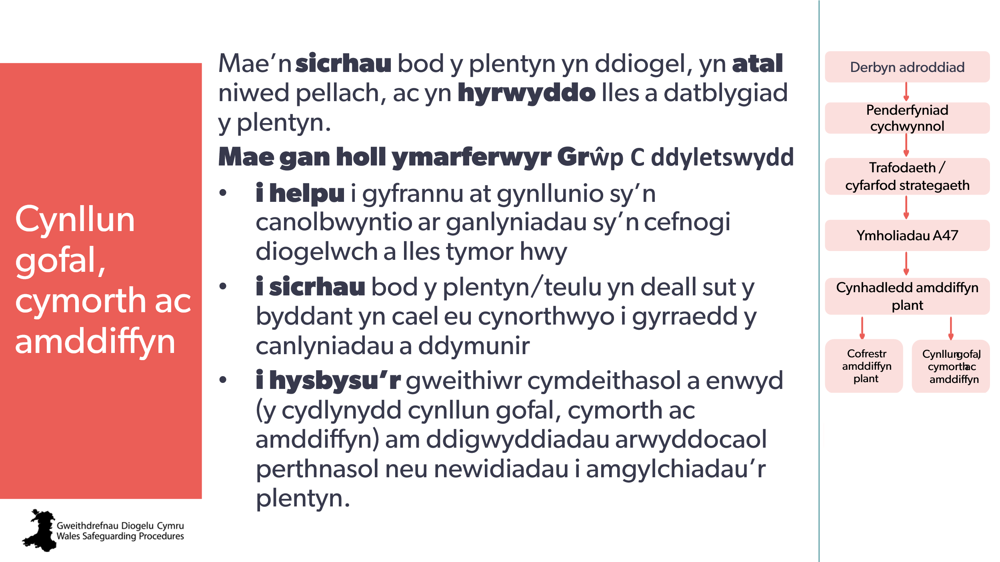 Cynllun
gofal,
cymorth ac
amddiffyn
Mae'n sicrhau bod y plentyn yn ddiogel, yn atal
niwed pellach, ac yn hyrwyddo lles a datblygiad
y plentyn.
Mae gan holl ymarferwyr Grŵp C ddyletswydd
• i helpu i gyfrannu at gynllunio sy'n
canolbwyntio ar ganlyniadau sy'n cefnogi
diogelwch a lles tymor hwy
• i sicrhau bod y plentyn/teulu yn deall sut y
byddant yn cael eu cynorthwyo i gyrraedd y
canlyniadau a ddymunir
• i hysbysu'r gweithiwr cymdeithasol a enwyd
(y cydlynydd cynllun gofal, cymorth ac
amddiffyn) am ddigwyddiadau arwyddocaol
perthnasol neu newidiadau i amgylchiadau'r
plentyn.
Derbyn adroddiad
Penderfyniad
cychwynnol
Trafodaeth /
cyfarfod strategaeth
Ymholiadau A47
Cynhadledd amddiffyn
plant
Cofrestr
amddiffyn
plant
Cynllun gofal,
cymorth ac
amddiffyn
Gweithdrefnau Diogelu Cymru
Wales Safeguarding Procedures